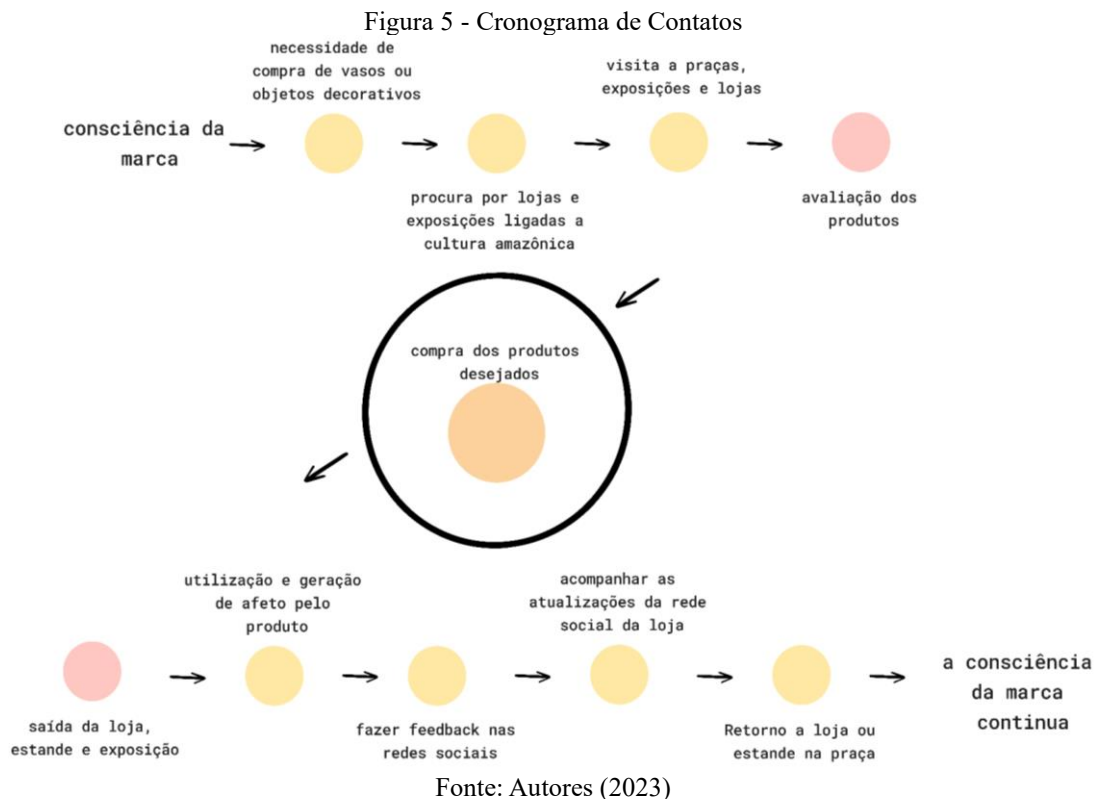 Figura 5 - Cronograma de Contatos
consciência da
marca
necessidade de
compra de vasos ou
objetos decorativos
procura por lojas e
exposições ligadas a
cultura amazônica
visita a praças,
exposições e lojas
avaliação dos
produtos
compra dos produtos
desejados
saída da loja,
estande e exposição
utilização e geração
de afeto pelo
produto
fazer feedback nas
redes sociais
acompanhar as
atualizações da rede
social da loja
Retorno a loja ou
estande na praça
a consciência
da marca
continua
Fonte: Autores (2023)